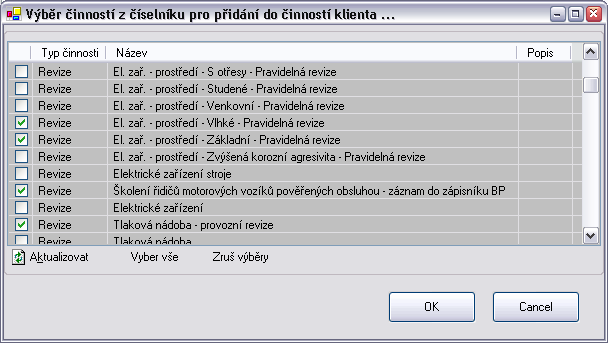 Výběr činností z číselníku pro přidání do činností klienta ...
Typ činnosti Název Popis
Revize El. zař. - prostředí - S otřesy - Pravidelná revize
Revize El. zař. - prostředí - Studené - Pravidelná revize
Revize El. zař. - prostředí - Venkovní - Pravidelná revize
Revize El. zař. - prostředí - Vlhké - Pravidelná revize
Revize El. zař. - prostředí - Základní - Pravidelná revize
Revize El. zař. - prostředí - Zvýšená korozní agresivita - Pravidelná revize
Revize Elektrické zařízení stroje
Revize Školení řidičů motorových vozíků pověřených obsluhou - záznam do zápisníku BP
Revize Elektrické zařízení
Revize Tlaková nádoba - provozní revize
Revize Tlaková nádoba
Aktualizovat Vyber vše Zruš výběry
OK Cancel